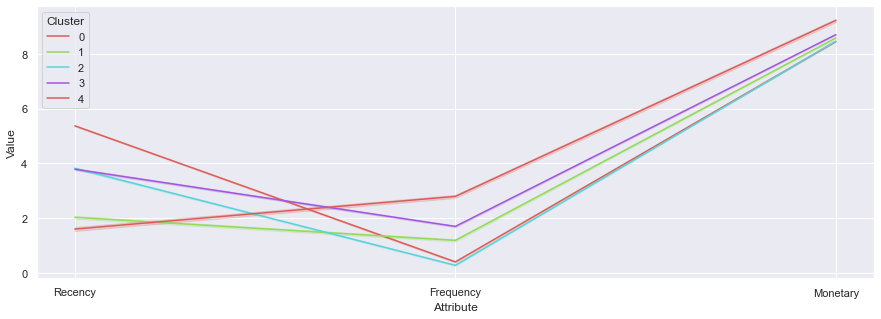 Cluster
0
1
2
3
4
8
6
4
2
0
Value
Recency
Frequency
Monetary
Attribute